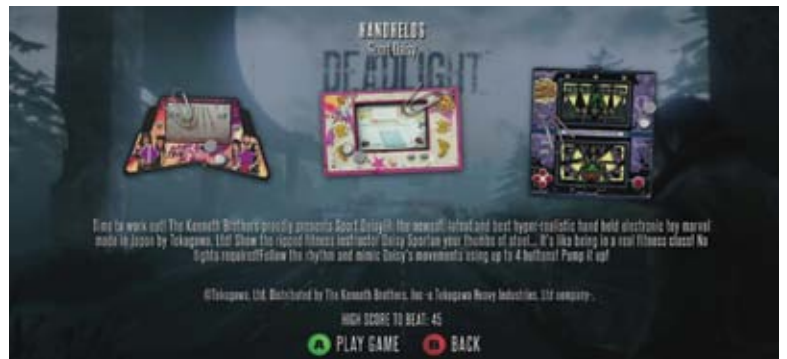 HANDHELDS
Sport Daisy
DEADLIGHT
Time to work out! The Kenneth Brothers proudly presents Sport Daisy®: the newest, latest and best hyper-realistic hand held electronic toy marvel
made in Japan by Tokugawa, Ltd! Show the ripped fitness instructor Daisy Spartan your thumbs of steel... It's like being in a real fitness class! No
tights required!Follow the rhythm and mimic Daisy's movements using up to 4 buttons! Pump it up!
©Tokugawa, Ltd. Distributed by The Kenneth Brothers, Inc -a Tokugawa Heavy Industries, Ltd company-.
HIGH SCORE TO BEAT: 45
A PLAY GAME B BACK